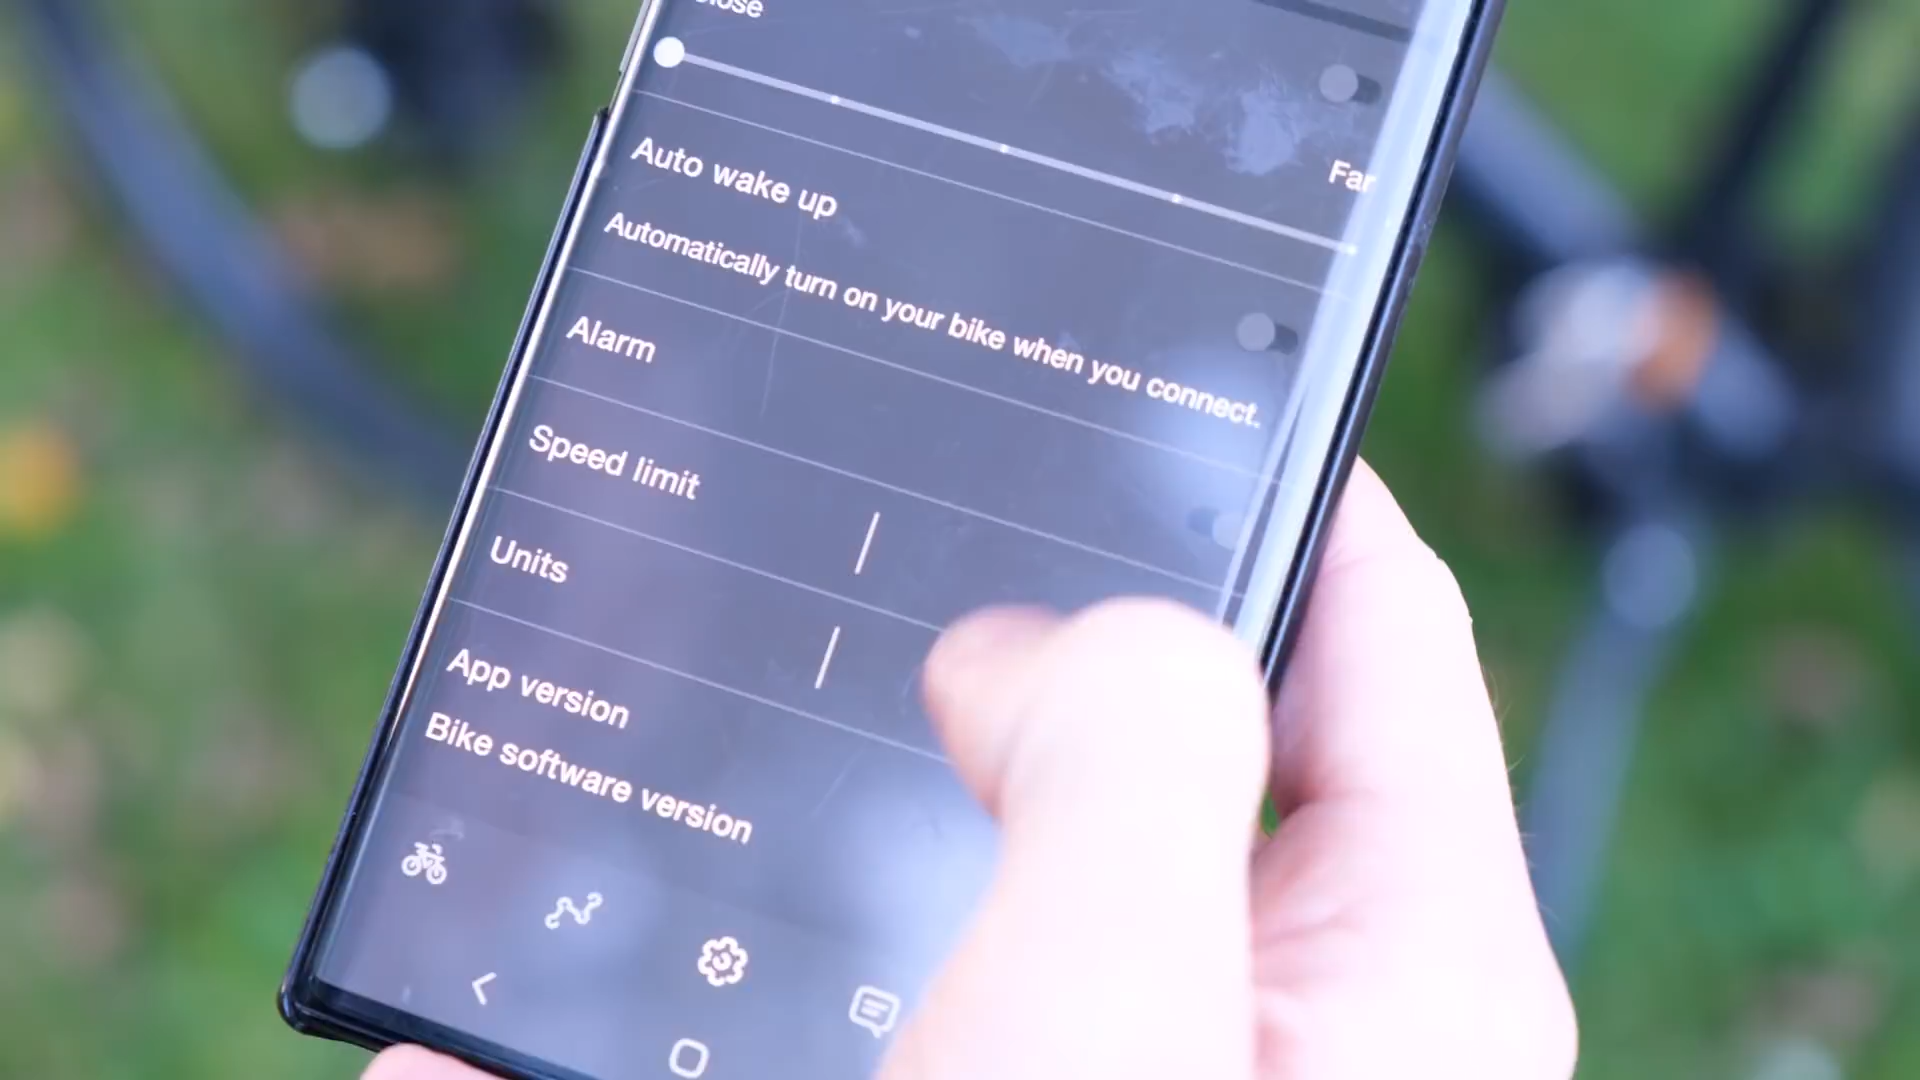 Far
Auto wake up
Automatically turn on your bike when you connect.
Alarm
Speed limit
Units
App version
Bike software version